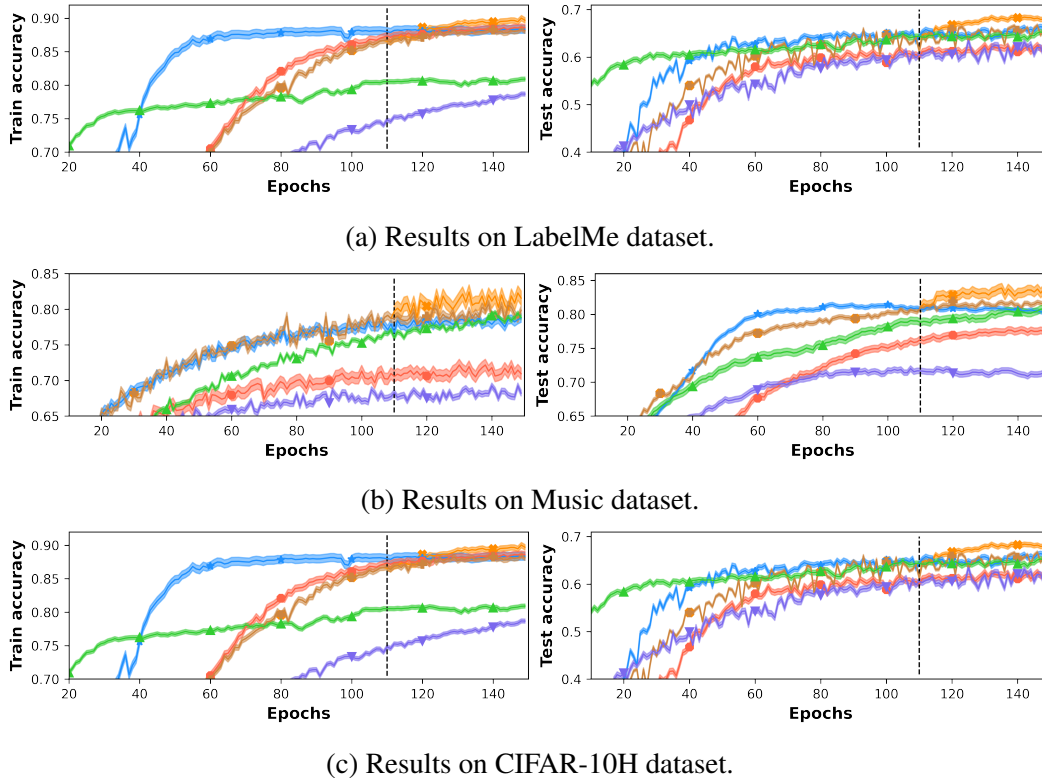 0.90
0.85
0.80
0.75
0.70
Train accuracy
20 40 60 80 100 120 140
Epochs
0.7
0.6
0.5
0.4
Test accuracy
20 40 60 80 100 120 140
Epochs
(a) Results on LabelMe dataset.
0.85
0.80
0.75
0.70
0.65
Train accuracy
20 40 60 80 100 120 140
Epochs
0.85
0.80
0.75
0.70
0.65
Test accuracy
20 40 60 80 100 120 140
Epochs
(b) Results on Music dataset.
0.90
0.85
0.80
0.75
0.70
Train accuracy
20 40 60 80 100 120 140
Epochs
0.7
0.6
0.5
0.4
Test accuracy
20 40 60 80 100 120 140
Epochs
(c) Results on CIFAR-10H dataset.